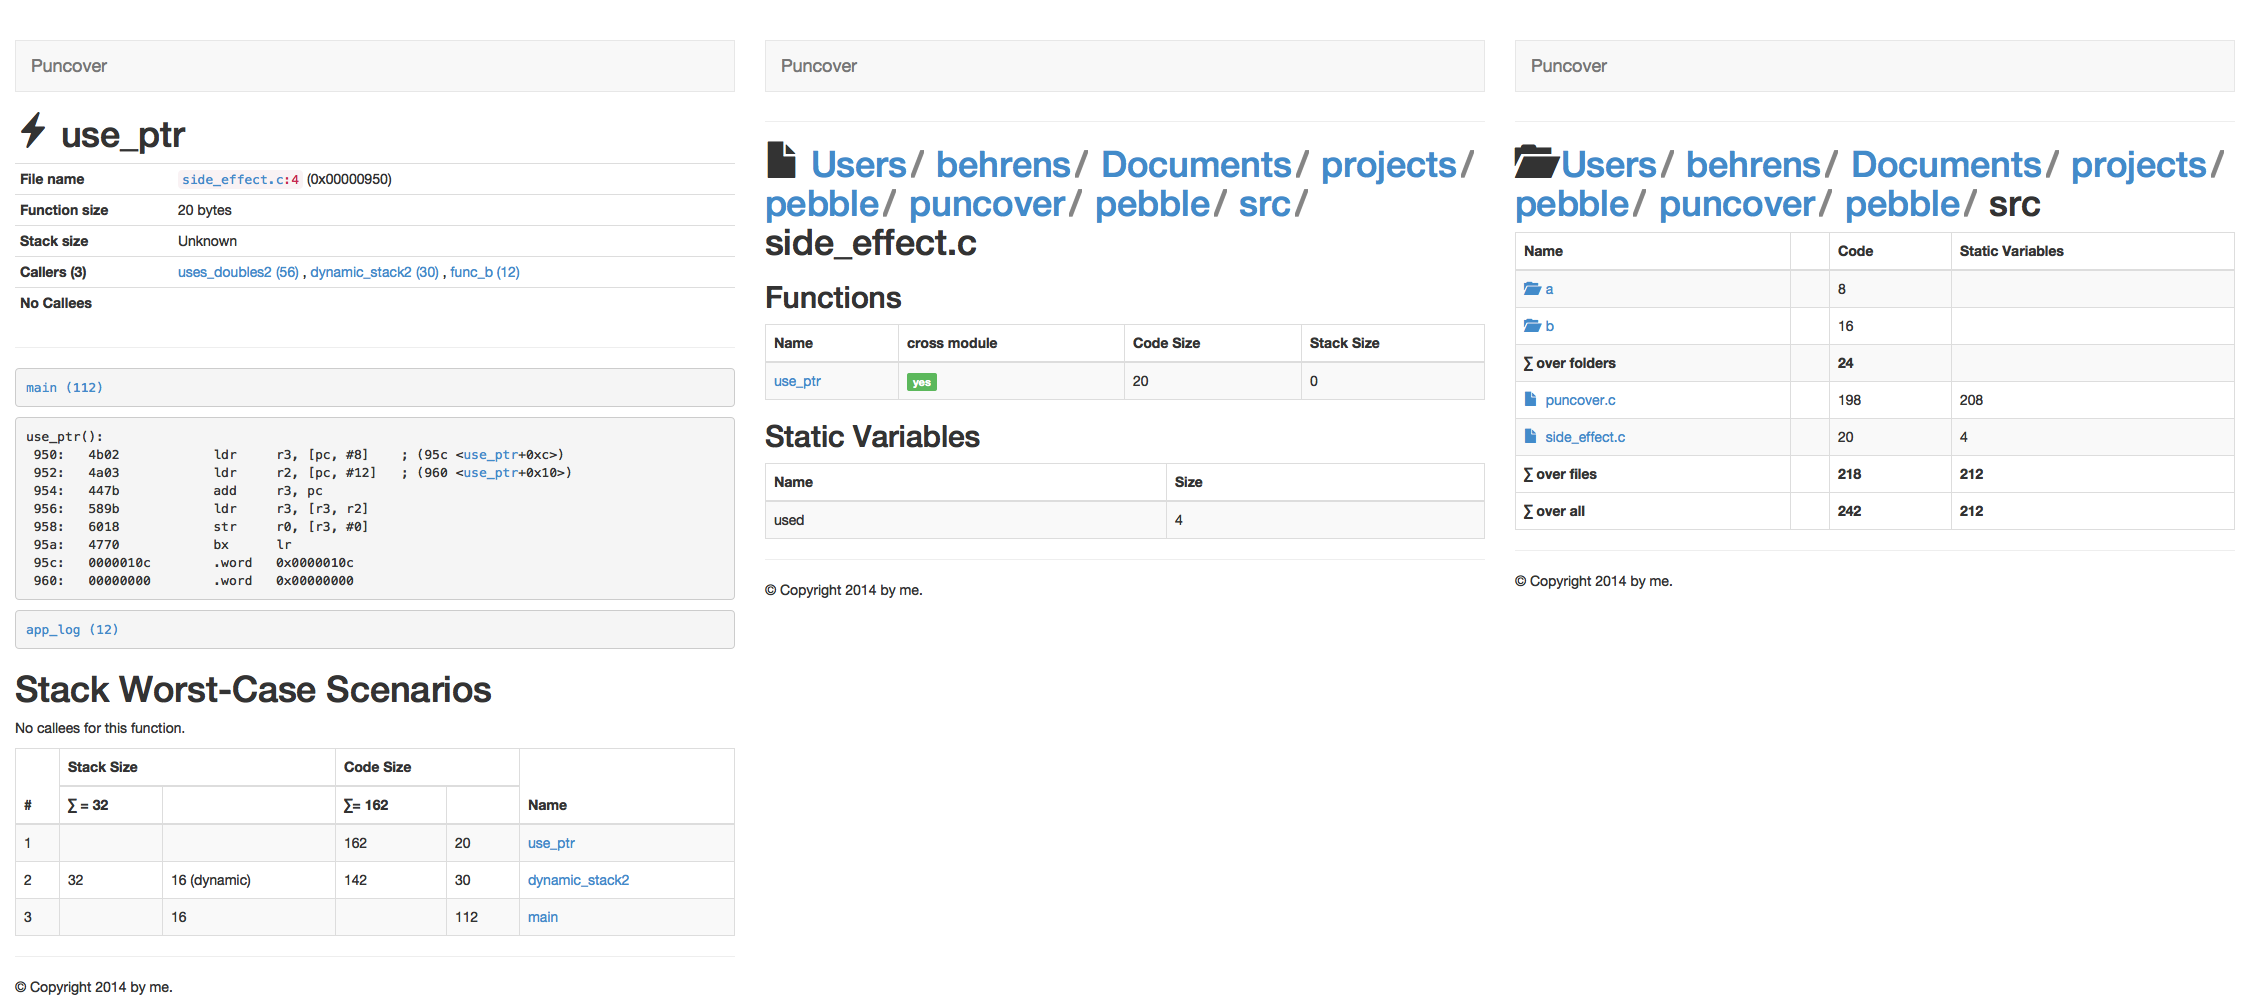 Puncover
use_ptr
File name side_effect.c:4 (0x00000950)
Function size 20 bytes
Stack size Unknown
Callers (3) uses_doubles2 (56) , dynamic_stack2 (30) , func_b (12)
No Callees
main (112)
use_ptr():
950: 4b02 ldr r3, [pc, #8] ; (95c <use_ptr+0xc>)
952: 4a03 ldr r2, [pc, #12] ; (960 <use_ptr+0x10>)
954: 447b add r3, pc
956: 589b ldr r3, [r3, r2]
958: 6018 str r0, [r3, #0]
95a: 4770 bx lr
95c: 0000010c .word 0x0000010c
960: 00000000 .word 0x00000000
app_log (12)
Stack Worst-Case Scenarios
No callees for this function.
Stack Size Code Size
# ∑ = 32 ∑= 162 Name
1 162 20 use_ptr
2 32 16 (dynamic) 142 30 dynamic_stack2
3 16 112 main
© Copyright 2014 by me.
Puncover
Users / behrens / Documents / projects /
pebble / puncover / pebble / src /
side_effect.c
Functions
Name cross module Code Size Stack Size
use_ptr yes 20 0
Static Variables
Name Size
used 4
© Copyright 2014 by me.
Puncover
Users / behrens / Documents / projects /
pebble / puncover / pebble / src
Name Code Static Variables
a 8
b 16
∑ over folders 24
puncover.c 198 208
side_effect.c 20 4
∑ over files 218 212
∑ over all 242 212
© Copyright 2014 by me.